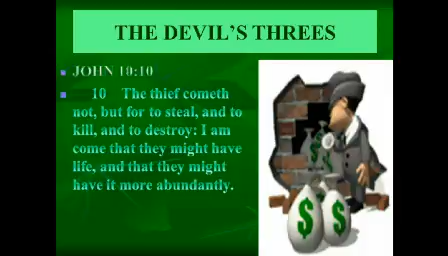 THE DEVIL'S THREES
JOHN 10:10
10 The thief cometh
not, but for to steal, and to
kill, and to destroy: I am
come that they might have
life, and that they might
have it more abundantly.
$
$ $